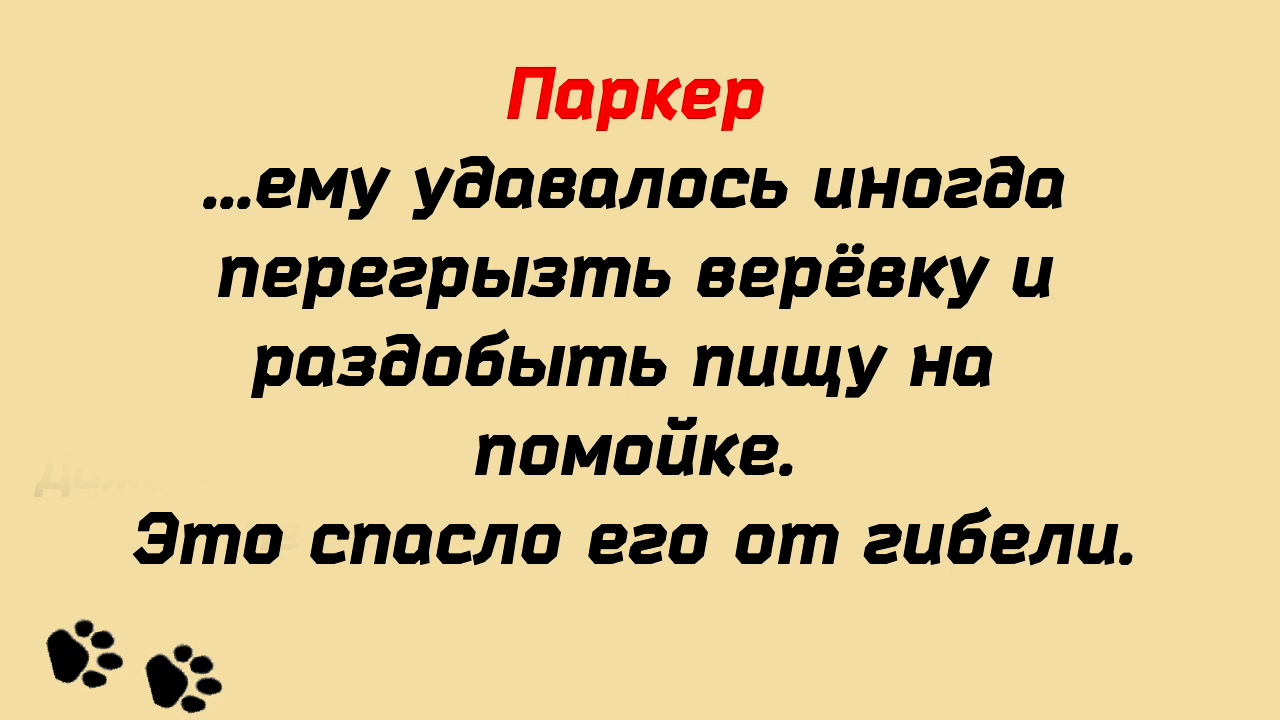 Паркер
...ему удавалось иногда
перегрызть верёвку и
раздобыть пищу на
помойке.
Это спасло его от гибели.